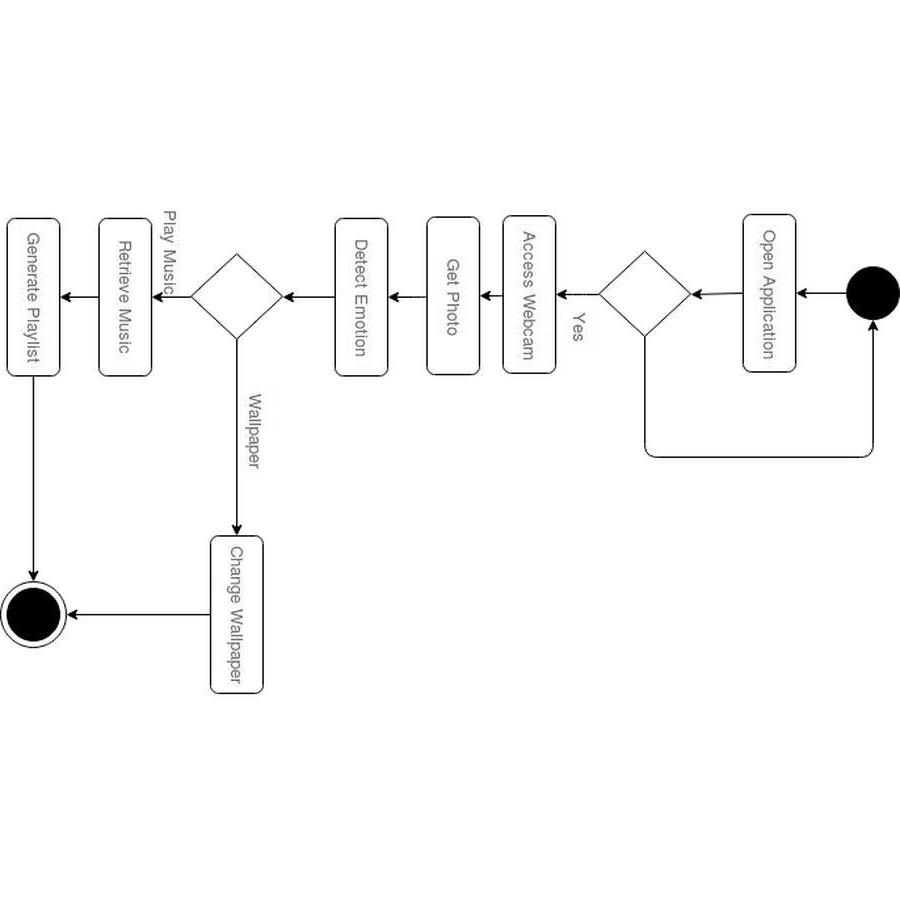 Open Application
Yes
Access Webcam
Get Photo
Detect Emotion
Play Music
Wallpaper
Retrieve Music
Generate Playlist
Change Wallpaper